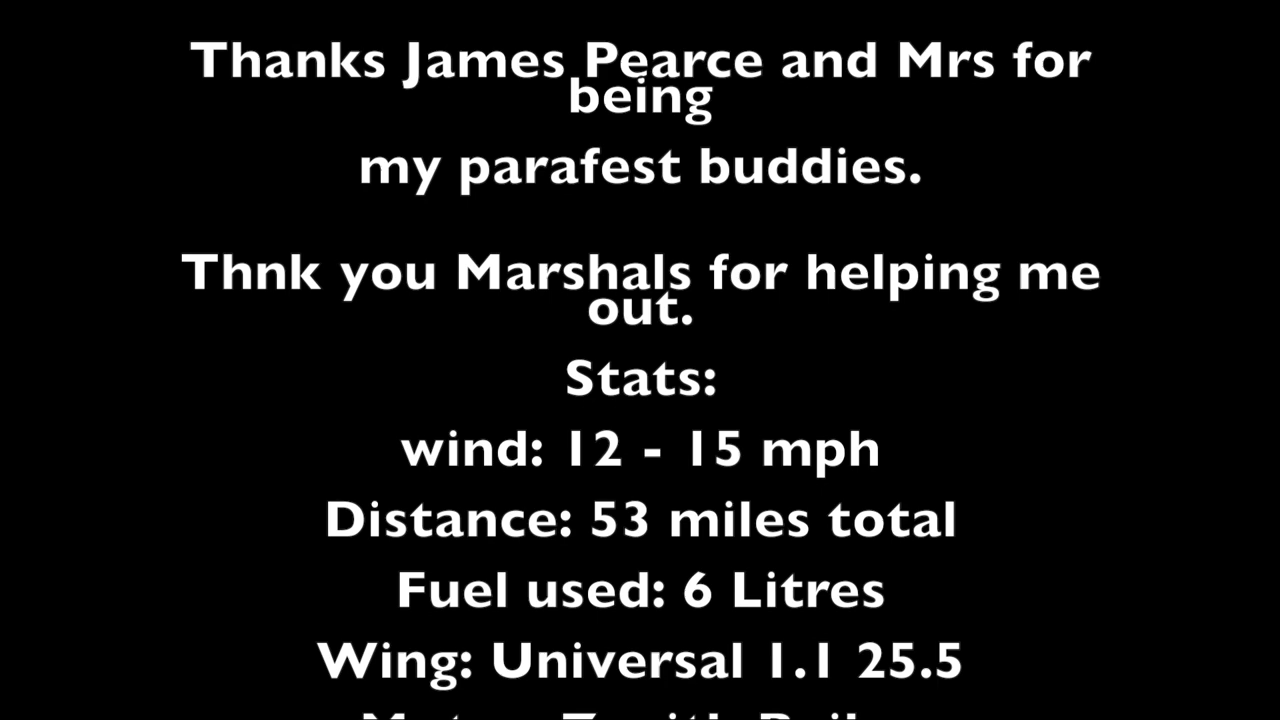 Thanks James Pearce and Mrs for
being
my parafest buddies.
Thnk you Marshals for helping me
out.
Stats:
wind: 12 - 15 mph
Distance: 53 miles total
Fuel used: 6 Litres
Wing: Universal 1.1 25.5